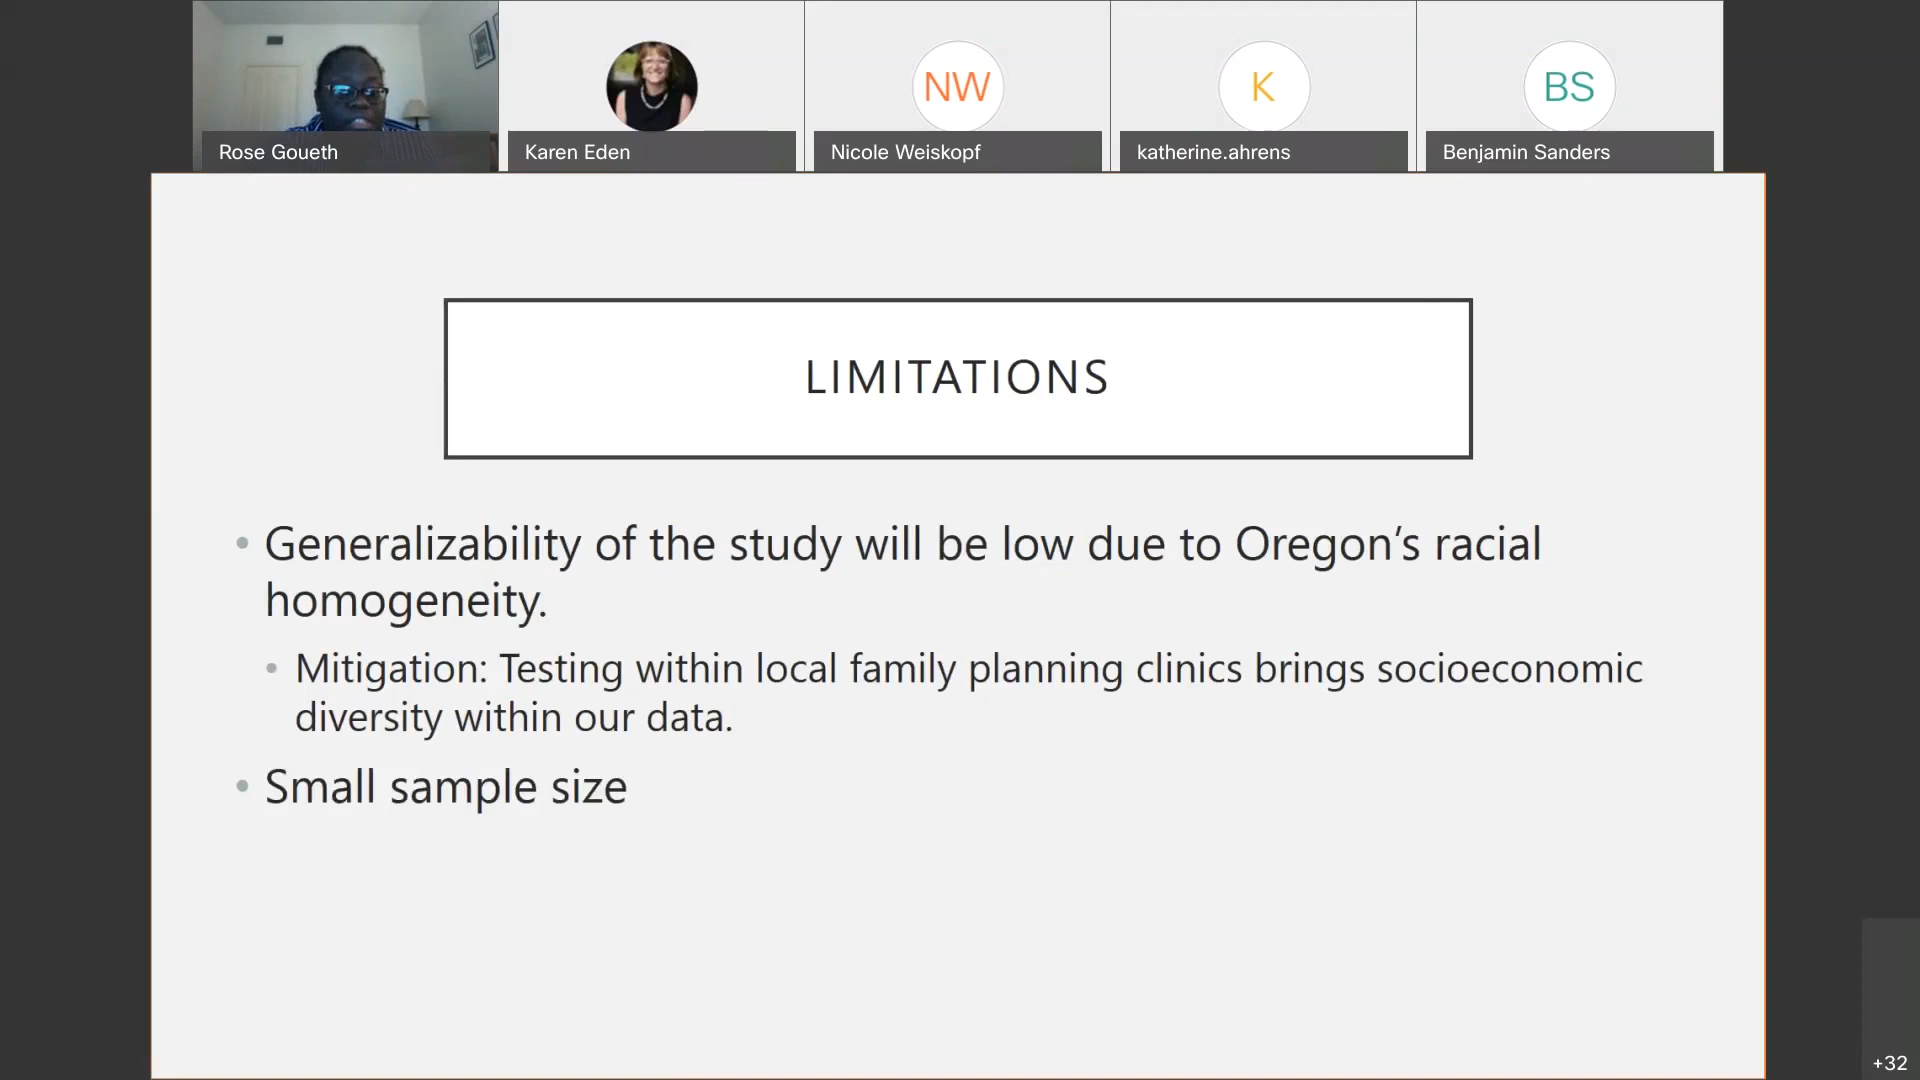 NW
K
BS
Rose Goueth
Karen Eden
Nicole Weiskopf
katherine.ahrens
Benjamin Sanders
LIMITATIONS
• Generalizability of the study will be low due to Oregon’s racial
homogeneity.
• Mitigation: Testing within local family planning clinics brings socioeconomic
diversity within our data.
• Small sample size
+32